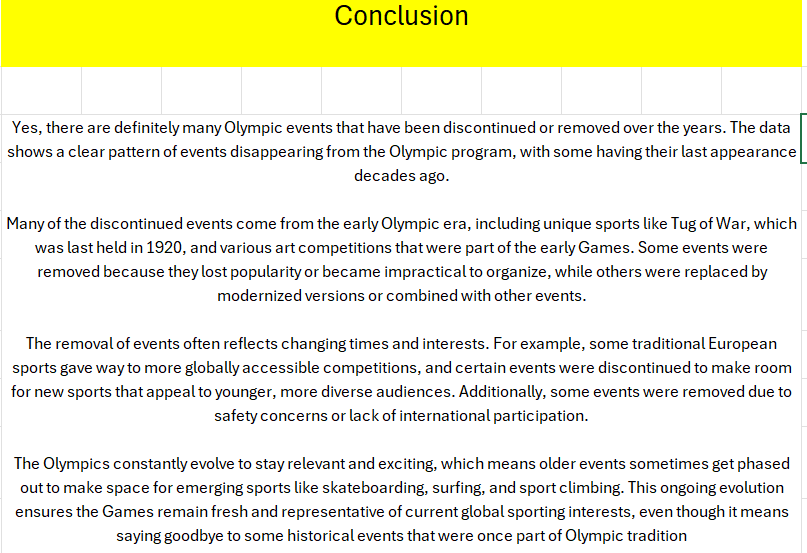 Conclusion
Yes, there are definitely many Olympic events that have been discontinued or removed over the years. The data
shows a clear pattern of events disappearing from the Olympic program, with some having their last appearance
decades ago.
Many of the discontinued events come from the early Olympic era, including unique sports like Tug of War, which
was last held in 1920, and various art competitions that were part of the early Games. Some events were
removed because they lost popularity or became impractical to organize, while others were replaced by
modernized versions or combined with other events.
The removal of events often reflects changing times and interests. For example, some traditional European
sports gave way to more globally accessible competitions, and certain events were discontinued to make room
for new sports that appeal to younger, more diverse audiences. Additionally, some events were removed due to
safety concerns or lack of international participation.
The Olympics constantly evolve to stay relevant and exciting, which means older events sometimes get phased
out to make space for emerging sports like skateboarding, surfing, and sport climbing. This ongoing evolution
ensures the Games remain fresh and representative of current global sporting interests, even though it means
saying goodbye to some historical events that were once part of Olympic tradition